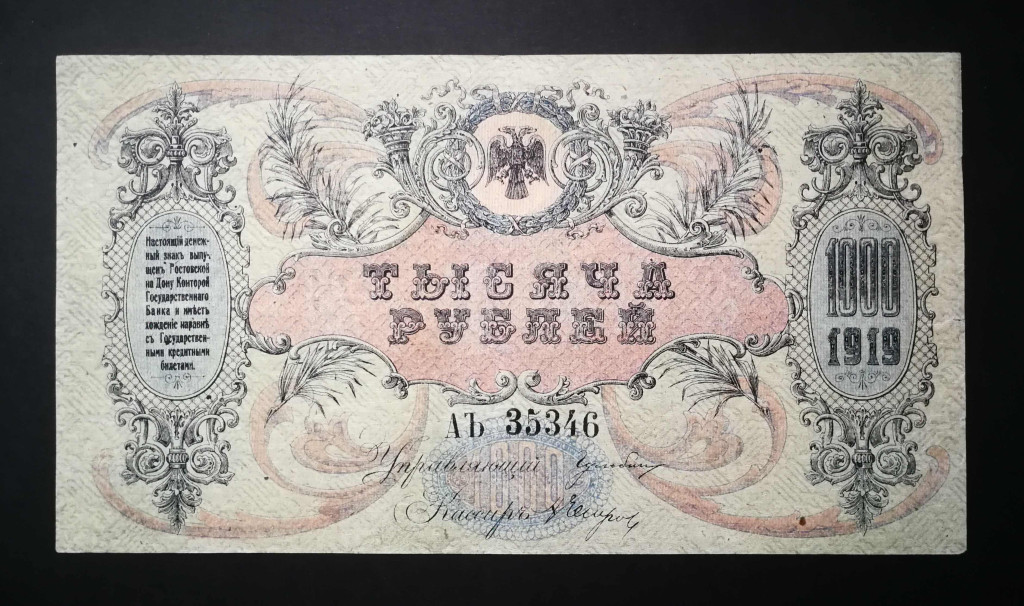 Настоящій денеж-
ный знакъ выпу-
щенъ Ростовской
на Дону Конторой
Государственнаго
Банка и имѣетъ
хожденіе наравнѣ
съ Государствен-
ными кредитными
билетами.
ТЫСЯЧА
РУБЛЕЙ
1000
1919
АЪ 35346
Управляющій
1000
Кассиръ